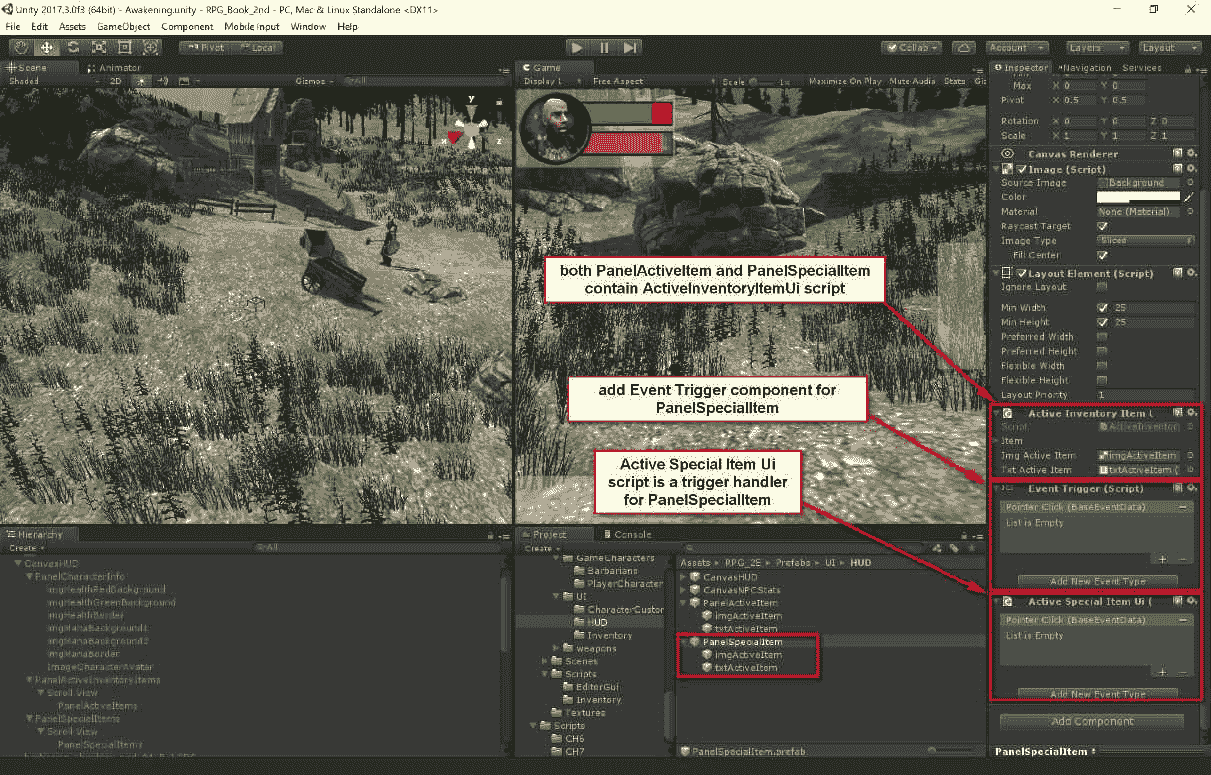 Unity 2017.3.0f3 (64bit) - Awakening.unity - RPG_Book_2nd - PC, Mac & Linux Standalone <DX11>
File Edit Assets GameObject Component Mobile Input Window Help
Pivot Local Collab Account Layers Layout
Scene Animator
Shaded 2D Gizmos All
Game
Display 1 Free Aspect Scale 1x Maximize On Play Mute Audio Stats Gi
Inspector Navigation Services
Max X 0 Y 0
Pivot X 0.5 Y 0.5
Rotation X 0 Y 0 Z 0
Scale X 1 Y 1 Z 1
Canvas Renderer
Image (Script)
Source Image Background
Color
Material None (Material)
Raycast Target
Image Type Sliced
Fill Center
Layout Element (Script)
Ignore Layout
Min Width 25
Min Height 25
Preferred Width
Preferred Height
Flexible Width
Flexible Height
Layout Priority 1
Active Inventory Item (
Script ActiveInventor
Item
Img Active Item imgActiveItem
Txt Active Item txtActiveItem (
Event Trigger (Script)
Pointer Click (BaseEventData)
List is Empty
Add New Event Type
Active Special Item Ui (
Pointer Click (BaseEventData)
List is Empty
Add New Event Type
Add Component
PanelSpecialItem
both PanelActiveItem and PanelSpecialItem
contain ActiveInventoryItemUi script
add Event Trigger component for
PanelSpecialItem
Active Special Item Ui
script is a trigger handler
for PanelSpecialItem
Hierarchy
Create All
CanvasHUD
PanelCharacterInfo
imgHealthRedBackground
imgHealthGreenBackground
imgHealthBorder
imgManaBackground1
imgManaBackground2
imgManaBorder
ImageCharacterAvatar
PanelActiveInventoryItems
Scroll View
PanelActiveItems
PanelSpecialItems
Scroll View
PanelSpecialItems
Project Console
Create
GameCharacters
Barbarians
PlayerCharacter
UI
CharacterCustor
HUD
Inventory
weapons
Scenes
Scripts
EditorGui
Inventory
Textures
Scripts
CH6
CH7
Assets RPG_2E Prefabs UI HUD
CanvasHUD
CanvasNPCStats
PanelActiveItem
imgActiveItem
txtActiveItem
PanelSpecialItem
imgActiveItem
txtActiveItem
PanelSpecialItem.prefab